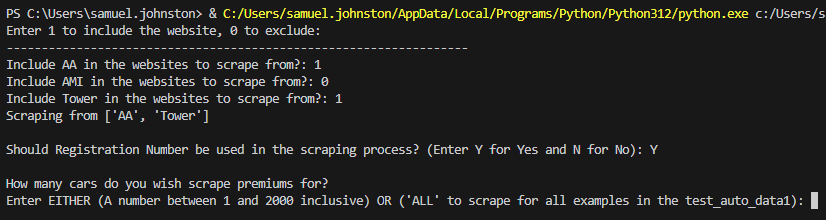 PS C:\Users\samuel.johnston> & C:/Users/samuel.johnston/AppData/Local/Programs/Python/Python312/python.exe c:/Users/s
Enter 1 to include the website, 0 to exclude:
------------------------------------------------------------------
Include AA in the websites to scrape from?: 1
Include AMI in the websites to scrape from?: 0
Include Tower in the websites to scrape from?: 1
Scraping from ['AA', 'Tower']
Should Registration Number be used in the scraping process? (Enter Y for Yes and N for No): Y
How many cars do you wish scrape premiums for?
Enter EITHER (A number between 1 and 2000 inclusive) OR ('ALL' to scrape for all examples in the test_auto_data1):